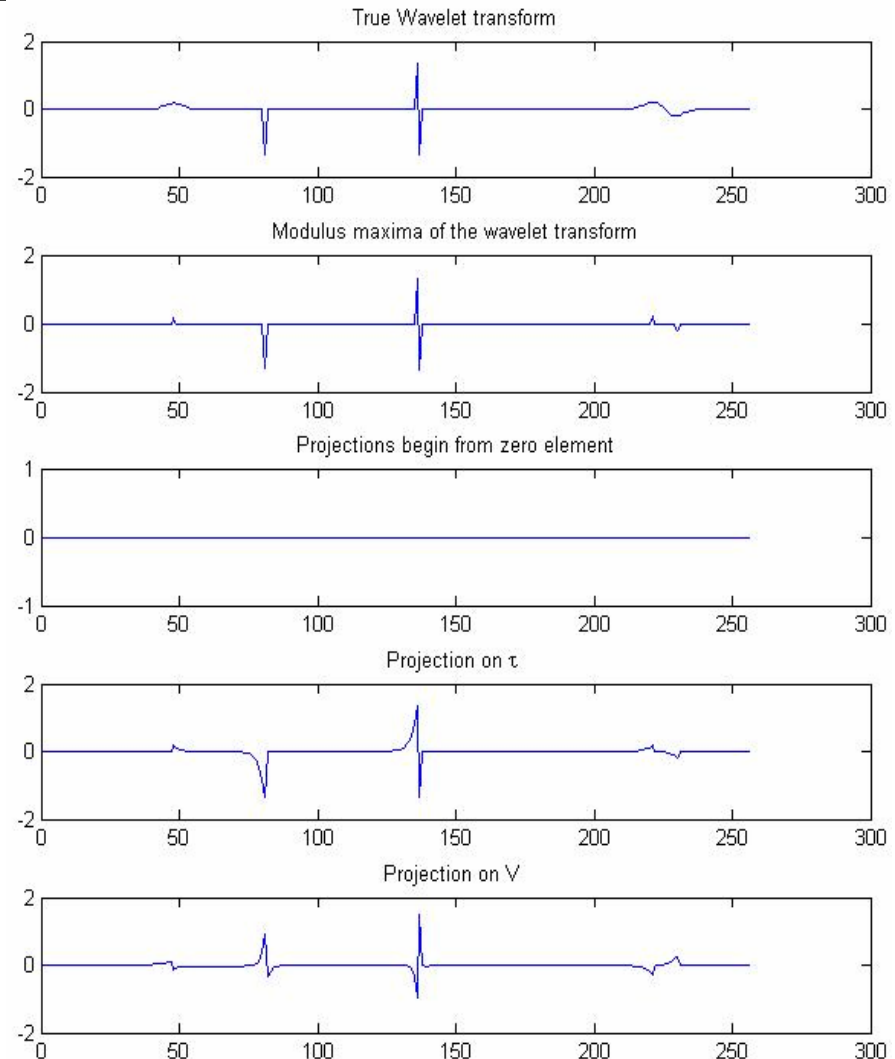 True Wavelet transform
2
0
-2
0 50 100 150 200 250 300
Modulus maxima of the wavelet transform
2
0
-2
0 50 100 150 200 250 300
Projections begin from zero element
1
0
-1
0 50 100 150 200 250 300
Projection on τ
2
0
-2
0 50 100 150 200 250 300
Projection on V
2
0
-2
0 50 100 150 200 250 300